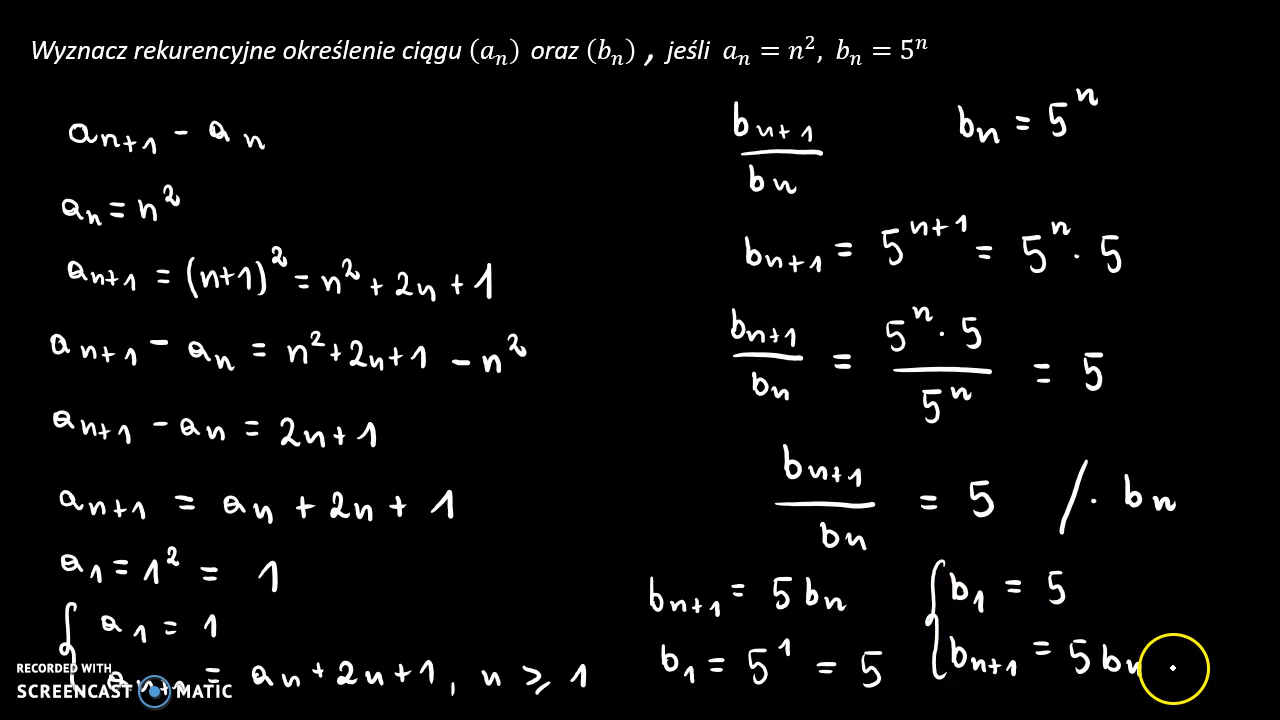 Wyznacz rekurencyjne określenie ciągu (aₙ) oraz (bₙ) , jeśli aₙ = n², bₙ = 5ⁿ
aₙ₊₁ - aₙ
aₙ = n²
aₙ₊₁ = (n+1)² = n² + 2n + 1
aₙ₊₁ - aₙ = n² + 2n + 1 - n²
aₙ₊₁ - aₙ = 2n + 1
aₙ₊₁ = aₙ + 2n + 1
a₁ = 1² = 1
{ a₁ = 1
aₙ₊₁ = aₙ + 2n + 1, n ⩾ 1
bₙ₊₁ / bₙ
bₙ = 5ⁿ
bₙ₊₁ = 5ⁿ⁺¹ = 5ⁿ · 5
bₙ₊₁ / bₙ = 5ⁿ · 5 / 5ⁿ = 5
bₙ₊₁ / bₙ = 5 / · bₙ
bₙ₊₁ = 5bₙ
b₁ = 5¹ = 5
{ b₁ = 5
bₙ₊₁ = 5bₙ
RECORDED WITH
SCREENCAST MATIC